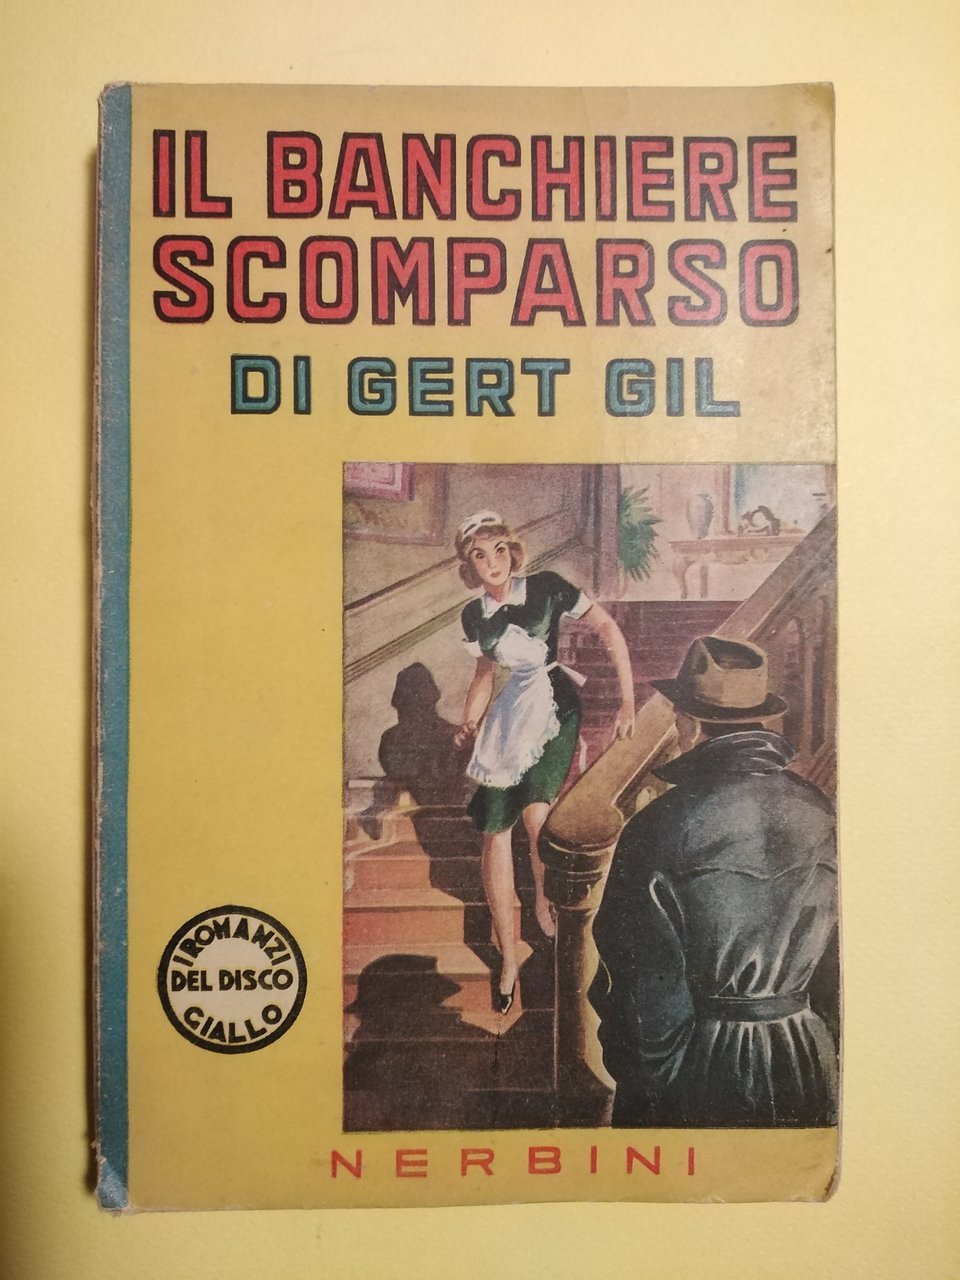 IL BANCHIERE
SCOMPARSO
DI GERT GIL
I ROMANZI
DEL DISCO
GIALLO
NERBINI